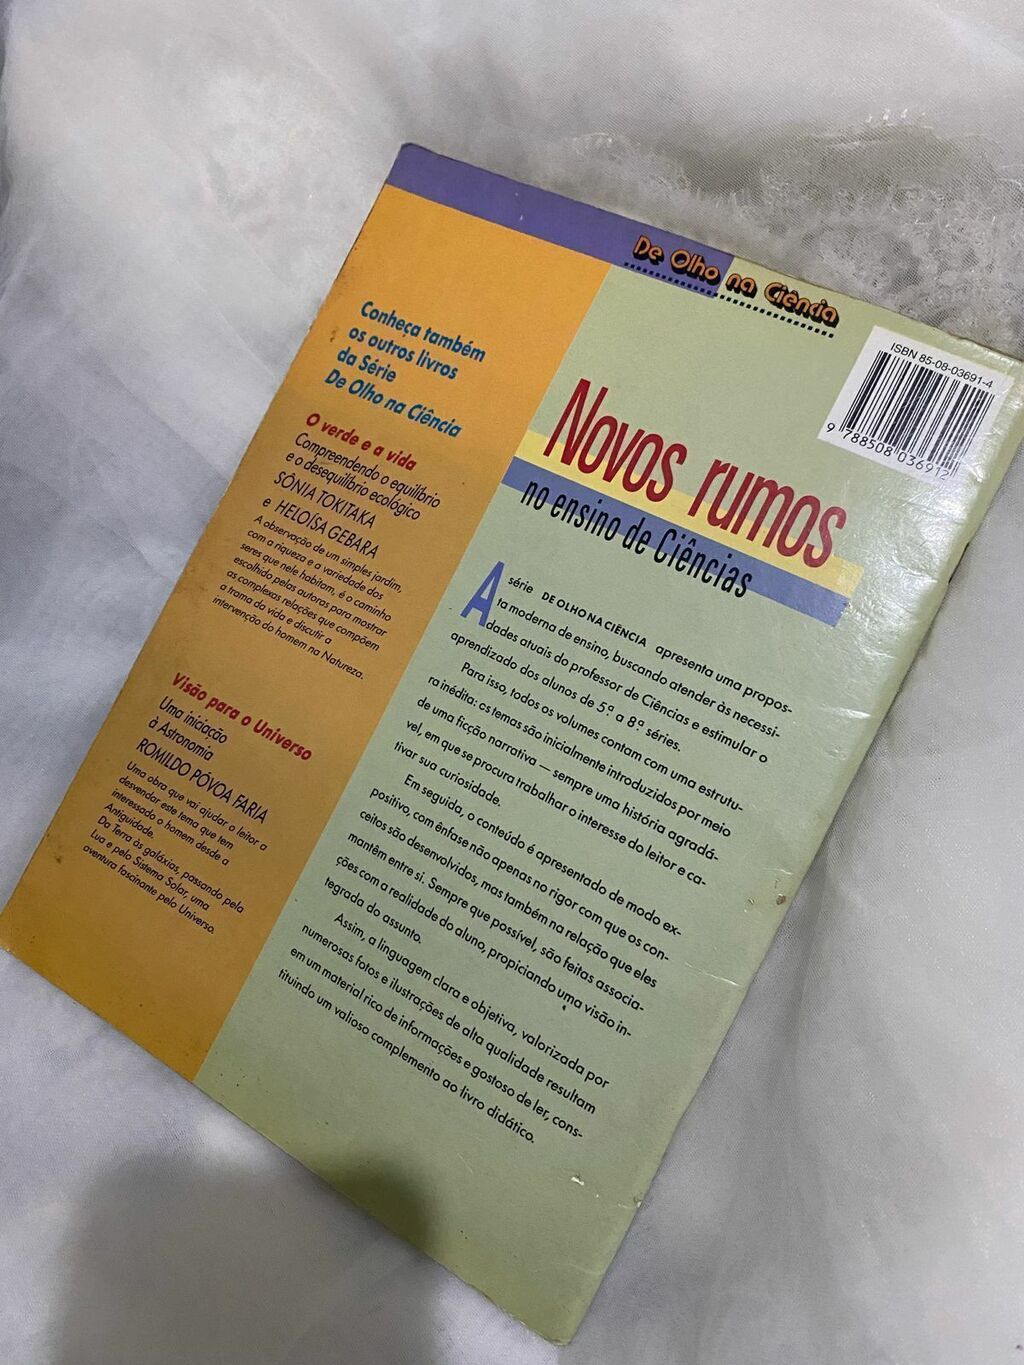 De Olho na Ciência
ISBN 85-08-03691-4
9 788508 036912
Conheça também
os outros livros
da Série
De Olho na Ciência
O verde e a vida
Compreendendo o equilíbrio
e o desequilíbrio ecológico
SÔNIA TOKITAKA
e HELOÍSA GEBARA
A observação de um simples jardim,
com a riqueza e a variedade dos
seres que nele habitam, é o caminho
escolhido pelas autoras para mostrar
as complexas relações que compõem
a trama da vida e discutir a
intervenção do homem na Natureza.
Visão para o Universo
Uma iniciação
à Astronomia
ROMILDO PÓVOA FARIA
Uma obra que vai ajudar o leitor a
desvendar este tema que tem
interessado o homem desde a
Antiguidade.
Da Terra às galáxias, passando pela
Lua e pelo Sistema Solar, uma
aventura fascinante pelo Universo.
Novos rumos
no ensino de Ciências
A série DE OLHO NA CIÊNCIA apresenta uma propos-
ta moderna de ensino, buscando atender às necessi-
dades atuais do professor de Ciências e estimular o
aprendizado dos alunos de 5ª a 8ª séries.
Para isso, todos os volumes contam com uma estrutu-
ra inédita: os temas são inicialmente introduzidos por meio
de uma ficção narrativa — sempre uma história agradá-
vel, em que se procura trabalhar o interesse do leitor e ca-
tivar sua curiosidade.
Em seguida, o conteúdo é apresentado de modo ex-
positivo, com ênfase não apenas no rigor com que os con-
ceitos são desenvolvidos, mas também na relação que eles
mantêm entre si. Sempre que possível, são feitas associa-
ções com a realidade do aluno, propiciando uma visão in-
tegrada do assunto.
Assim, a linguagem clara e objetiva, valorizada por
numerosas fotos e ilustrações de alta qualidade resultam
em um material rico de informações e gostoso de ler, cons-
tituindo um valioso complemento ao livro didático.